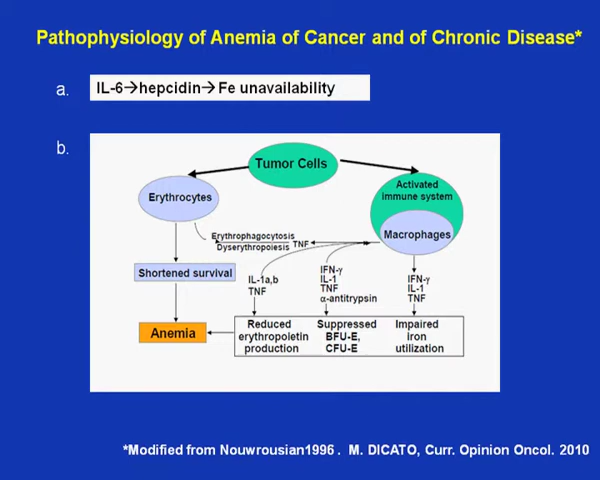 Pathophysiology of Anemia of Cancer and of Chronic Disease*
a.
IL-6→hepcidin→Fe unavailability
b.
Tumor Cells
Activated
Immune system
Erythrocytes
Macrophages
Erythrophagocytosis
Dyserythropoiesis TNF
Shortened survival
IL-1a,b
TNF
IFN-γ
IL-1
TNF
α-antitrypsin
IFN-γ
IL-1
TNF
Anemia
Reduced
erythropoletin
production
Suppressed
BFU-E,
CFU-E
Impaired
iron
utilization
*Modified from Nouwrousian1996 . M. DICATO, Curr. Opinion Oncol. 2010